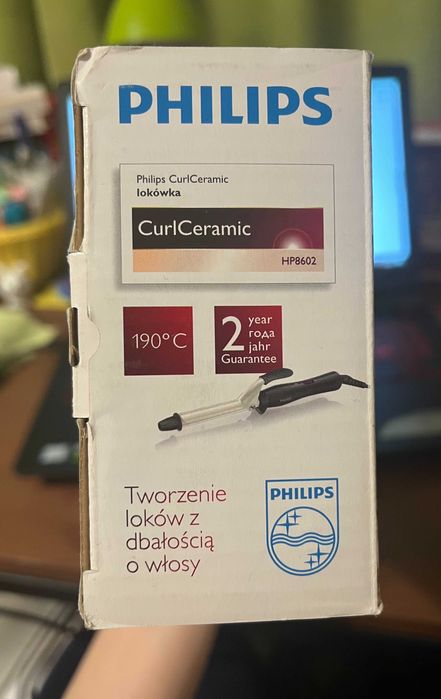 PHILIPS
Philips CurlCeramic
lokówka
CurlCeramic
HP8602
190°C
2 year
года
jahr
Guarantee
Tworzenie
loków z
dbałością
o włosy
PHILIPS